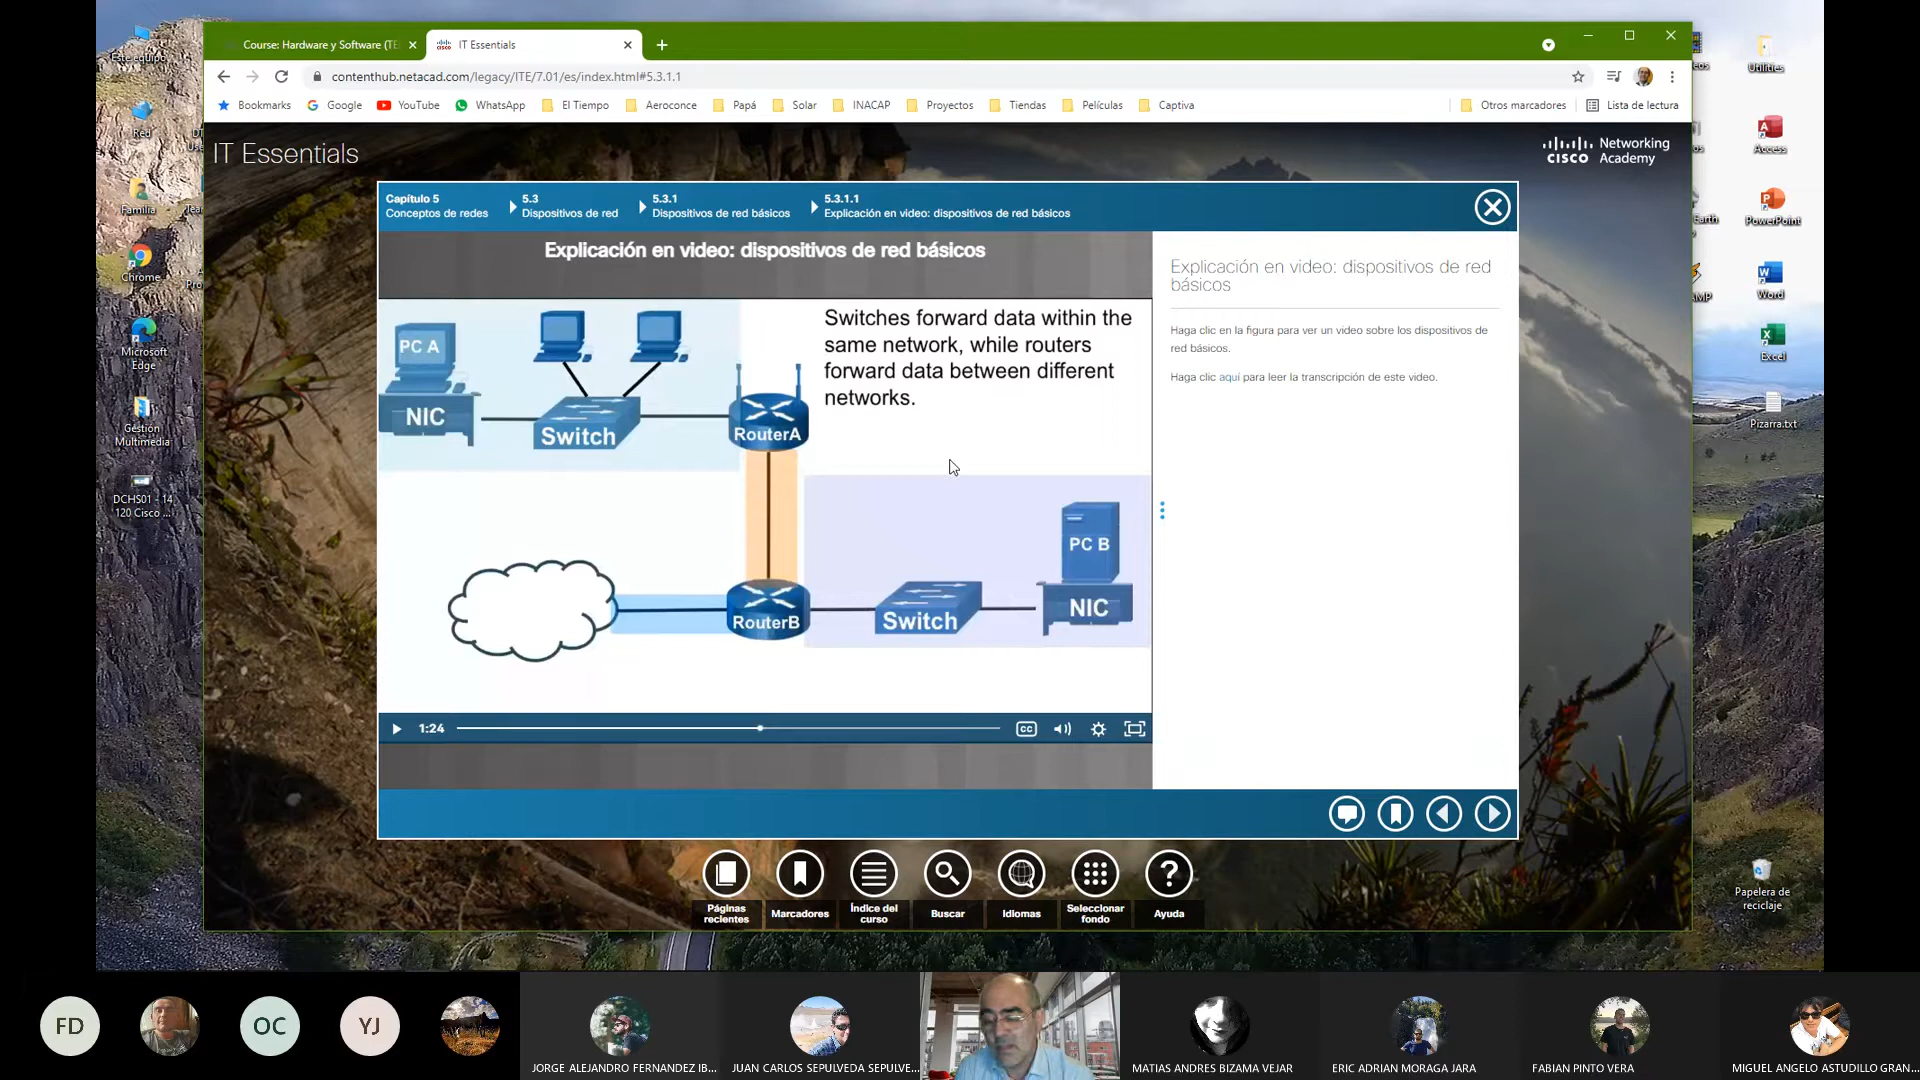 Este equipo
Course: Hardware y Software (TE
IT Essentials
contenthub.netacad.com/legacy/ITE/7.01/es/index.html#5.3.1.1
Bookmarks
Google
YouTube
WhatsApp
El Tiempo
Aeroconce
Papá
Solar
INACAP
Proyectos
Tiendas
Películas
Captiva
Otros marcadores
Lista de lectura
Utilities
Red
Familia
Chrome
Microsoft
Edge
Gestión
Multimedia
DCHS01 - 14
120 Cisco ...
Access
PowerPoint
Word
Excel
Pizarra.txt
Papelera de
reciclaje
IT Essentials
CISCO Networking
Academy
Capítulo 5
Conceptos de redes
5.3
Dispositivos de red
5.3.1
Dispositivos de red básicos
5.3.1.1
Explicación en video: dispositivos de red básicos
Explicación en video: dispositivos de red básicos
PC A
NIC
Switch
RouterA
Switches forward data within the
same network, while routers
forward data between different
networks.
RouterB
Switch
PC B
NIC
1:24
CC
Explicación en video: dispositivos de red
básicos
Haga clic en la figura para ver un video sobre los dispositivos de
red básicos.
Haga clic aquí para leer la transcripción de este video.
Páginas
recientes
Marcadores
Índice del
curso
Buscar
Idiomas
Seleccionar
fondo
Ayuda
FD
OC
YJ
JORGE ALEJANDRO FERNANDEZ IB...
JUAN CARLOS SEPULVEDA SEPULVE...
MATIAS ANDRES BIZAMA VEJAR
ERIC ADRIAN MORAGA JARA
FABIAN PINTO VERA
MIGUEL ANGELO ASTUDILLO GRAN...